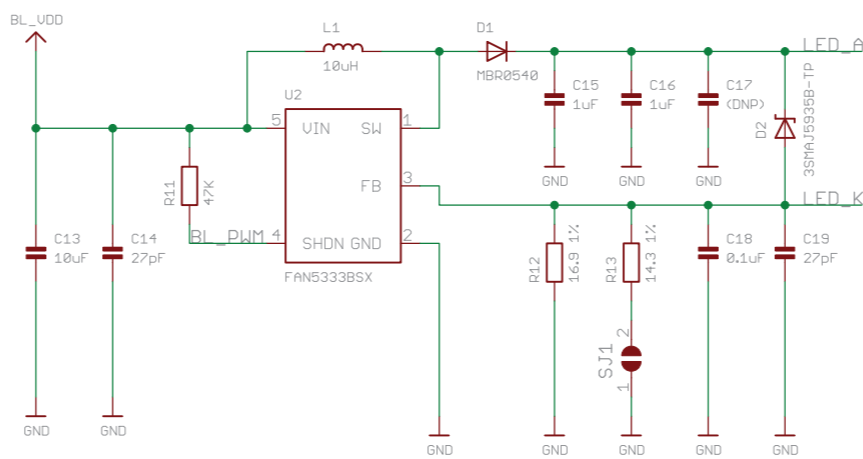 BL_VDD
L1
10uH
D1
MBR0540
LED_A
U2
5 VIN SW 1
FB 3
BL_PWM 4 SHDN GND 2
FAN5333BSX
R11
47K
C13
10uF
C14
27pF
C15
1uF
C16
1uF
C17
(DNP)
D2
3SMAJ5935B-TP
GND
GND
GND
LED_K
R12
16.9 1%
R13
14.3 1%
C18
0.1uF
C19
27pF
SJ1
2
1
GND
GND
GND
GND
GND
GND
GND